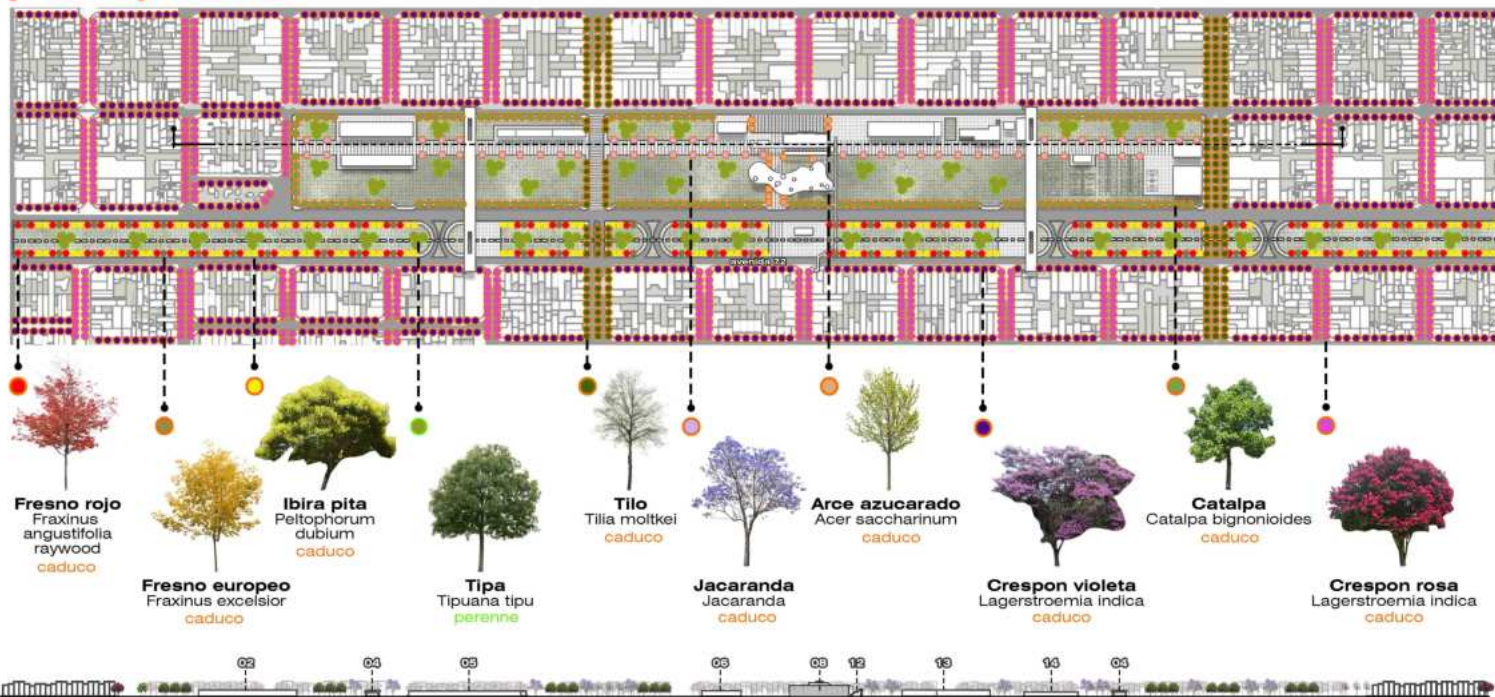 avenida 72
Fresno rojo
Fraxinus
angustifolia
raywood
caduco
Fresno europeo
Fraxinus excelsior
caduco
Ibira pita
Peltophorum
dubium
caduco
Tipa
Tipuana tipu
perenne
Tilo
Tilia moltkei
caduco
Jacaranda
Jacaranda
caduco
Arce azucarado
Acer saccharinum
caduco
Crespon violeta
Lagerstroemia indica
caduco
Catalpa
Catalpa bignonioides
caduco
Crespon rosa
Lagerstroemia indica
caduco
02 04 05 06 08 12 13 14 04